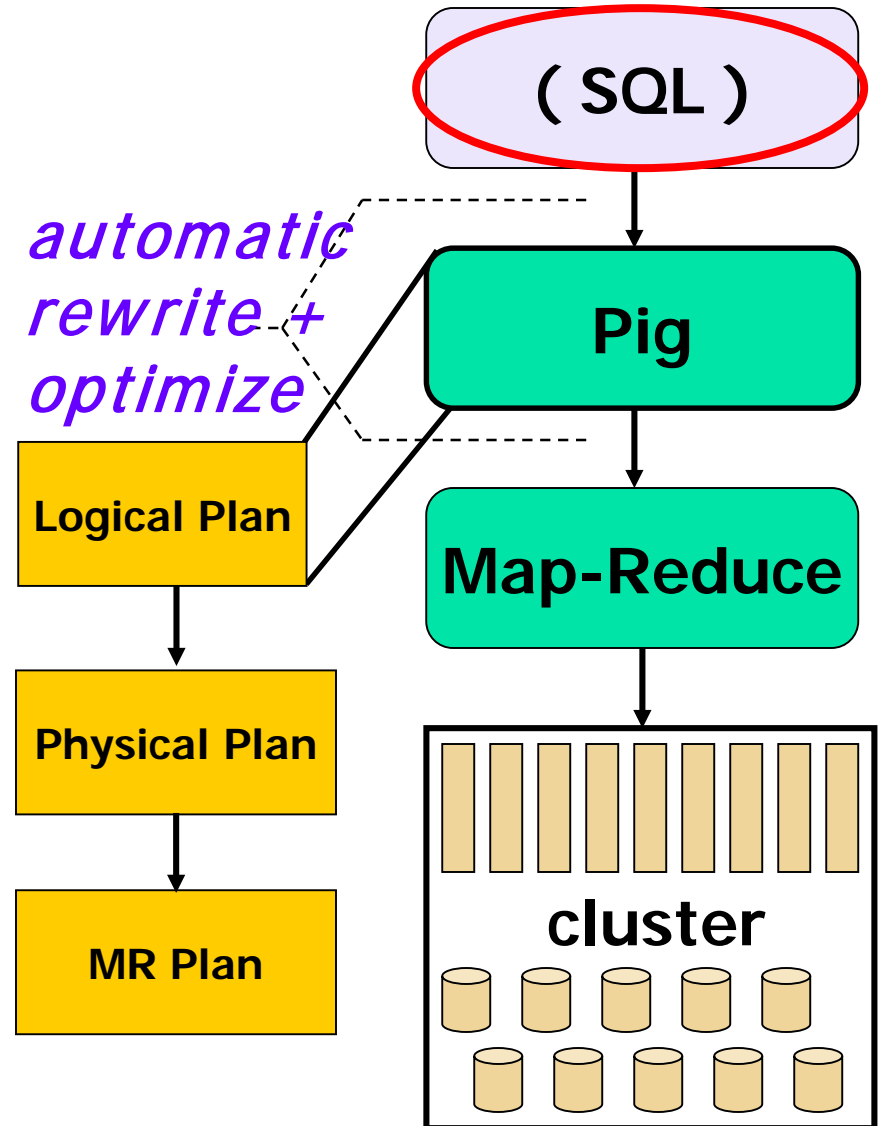 ( SQL )
automatic
rewrite +
optimize
Pig
Logical Plan
Map-Reduce
Physical Plan
cluster
MR Plan